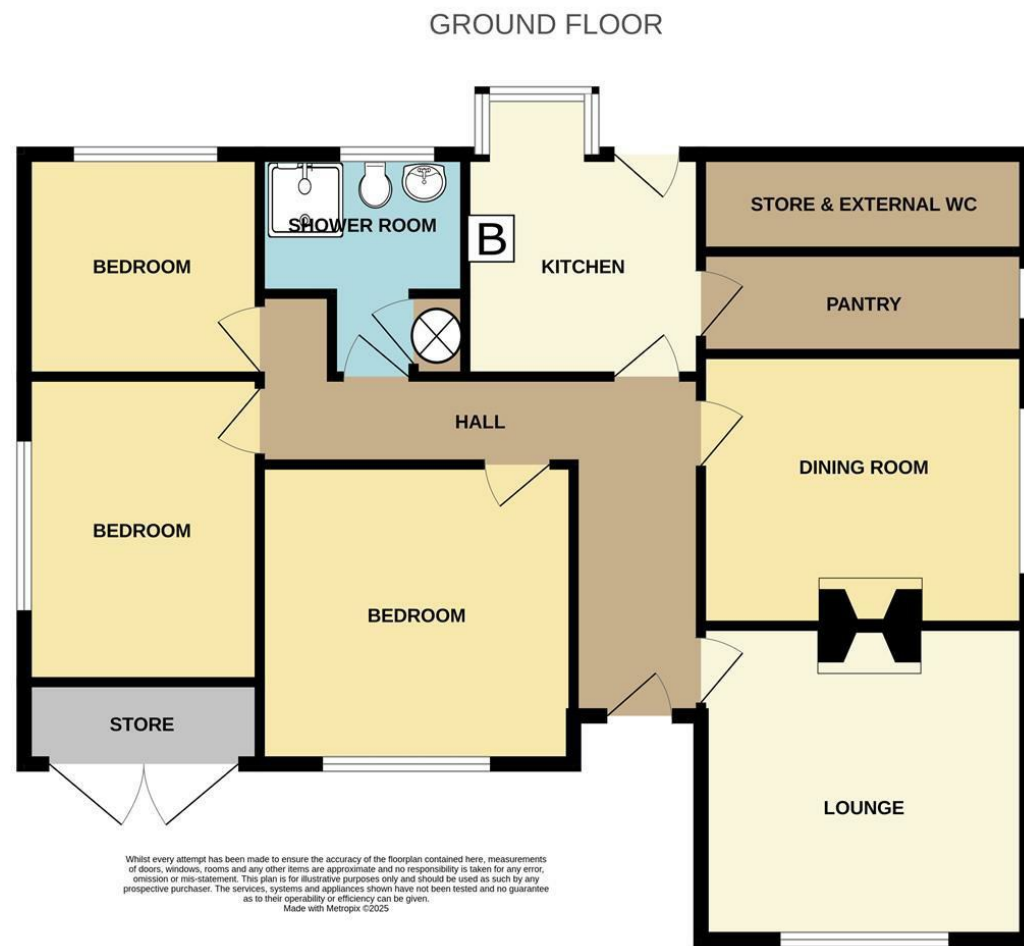 GROUND FLOOR
STORE & EXTERNAL WC
SHOWER ROOM
B
BEDROOM
KITCHEN
PANTRY
HALL
DINING ROOM
BEDROOM
BEDROOM
STORE
LOUNGE
Whilst every attempt has been made to ensure the accuracy of the floorplan contained here, measurements
of doors, windows, rooms and any other items are approximate and no responsibility is taken for any error,
omission or mis-statement. This plan is for illustrative purposes only and should be used as such by any
prospective purchaser. The services, systems and appliances shown have not been tested and no guarantee
as to their operability or efficiency can be given.
Made with Metropix ©2025